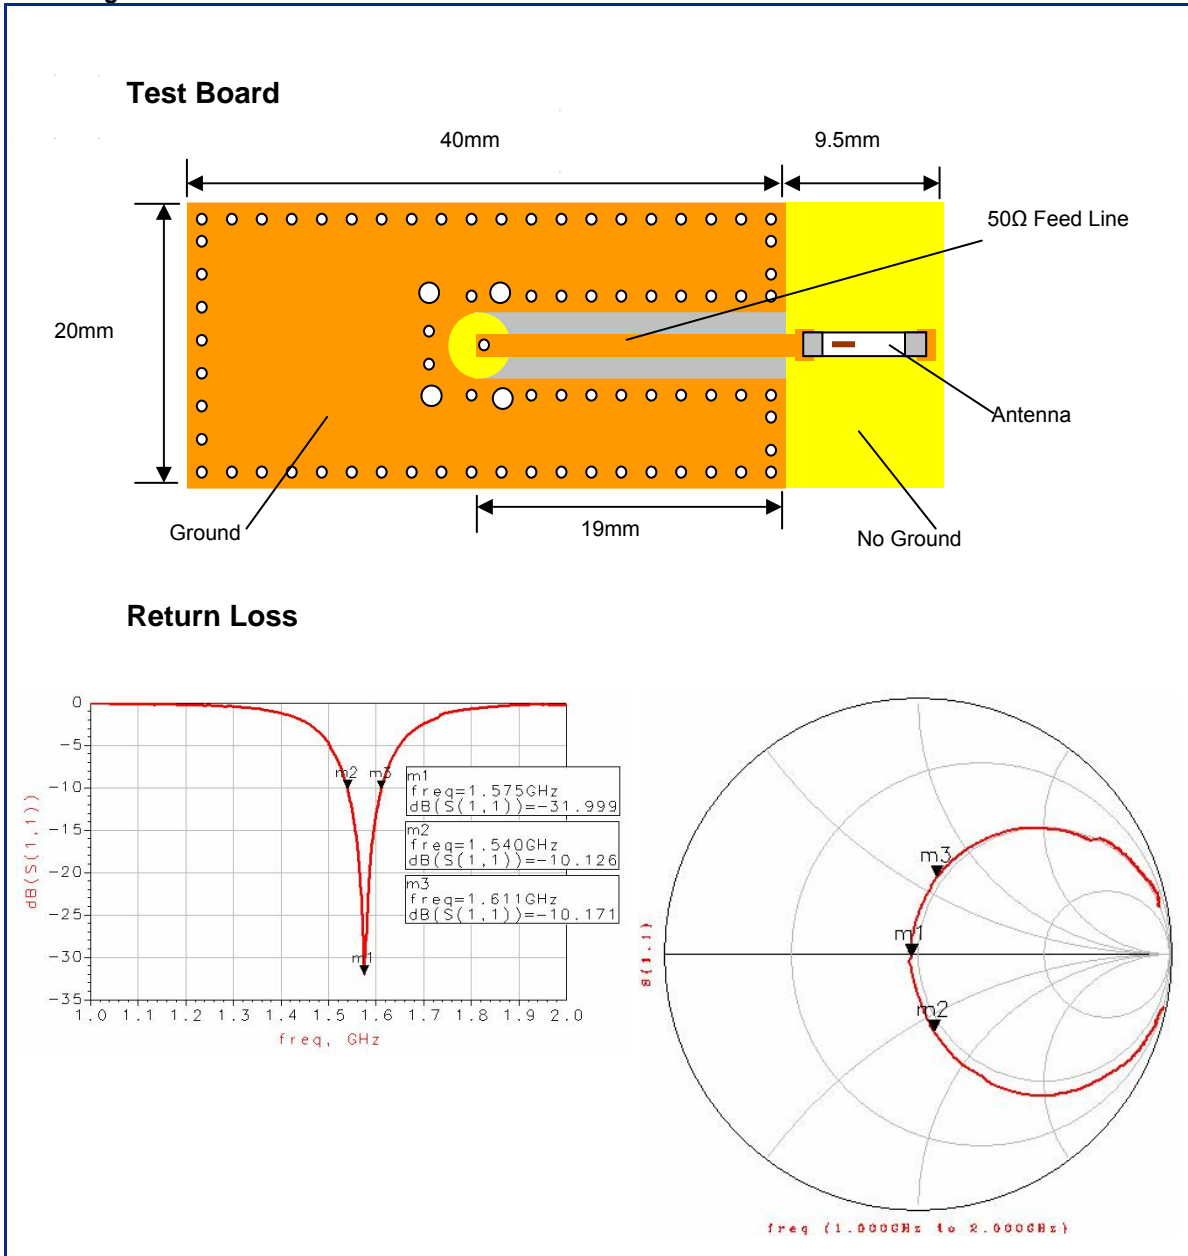 Test Board
40mm
9.5mm
50Ω Feed Line
20mm
Antenna
Ground
19mm
No Ground
Return Loss
0
-5
-10
-15
-20
-25
-30
-35
dB(S(1,1))
m2
m3
m1
m1
freq=1.575GHz
dB(S(1,1))=-31.999
m2
freq=1.540GHz
dB(S(1,1))=-10.126
m3
freq=1.611GHz
dB(S(1,1))=-10.171
1.0 1.1 1.2 1.3 1.4 1.5 1.6 1.7 1.8 1.9 2.0
freq, GHz
m3
m1
m2
S(1,1)
freq (1.000GHz to 2.000GHz)